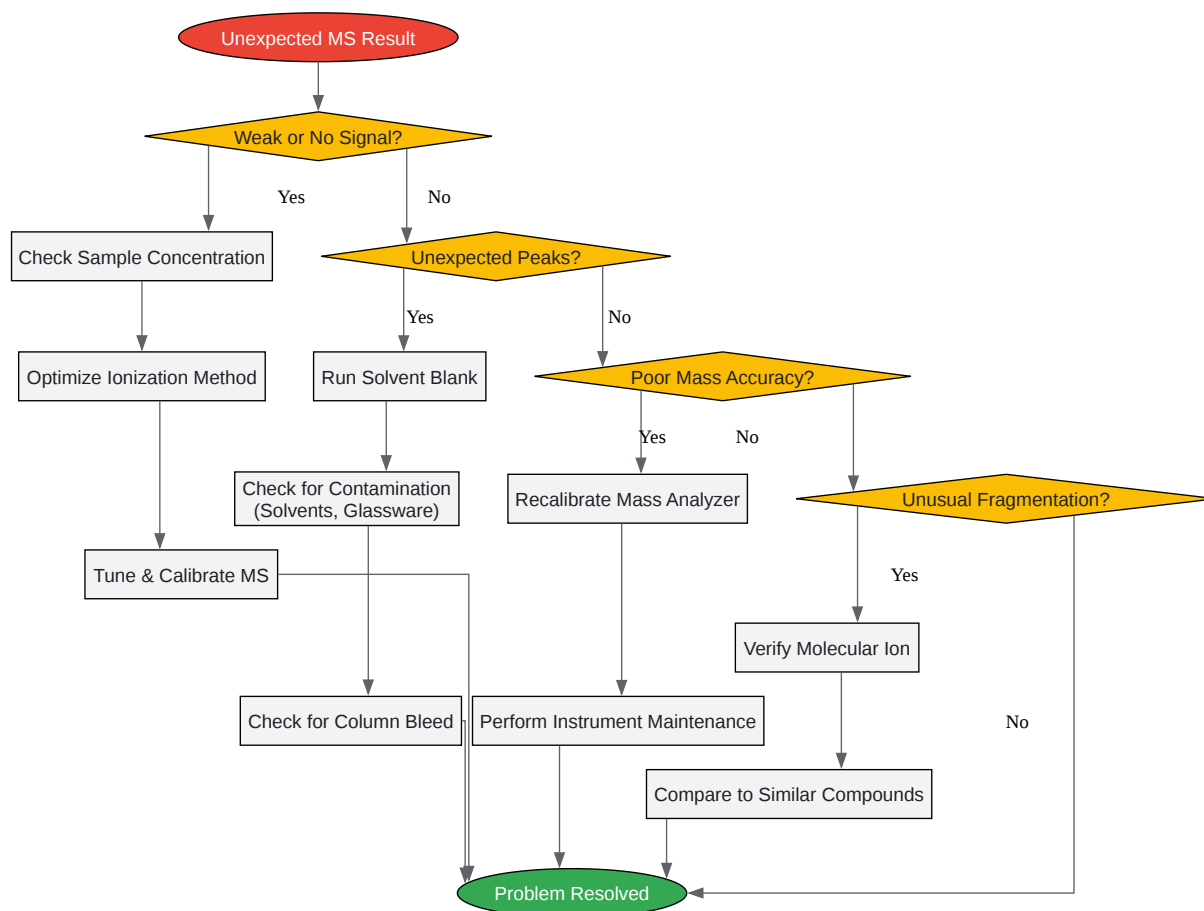 Unexpected MS Result
Weak or No Signal?
Yes
No
Check Sample Concentration
Unexpected Peaks?
Yes
No
Optimize Ionization Method
Run Solvent Blank
Poor Mass Accuracy?
Yes
No
Check for Contamination
(Solvents, Glassware)
Recalibrate Mass Analyzer
Unusual Fragmentation?
Tune & Calibrate MS
Yes
Verify Molecular Ion
Check for Column Bleed
Perform Instrument Maintenance
No
Compare to Similar Compounds
Problem Resolved